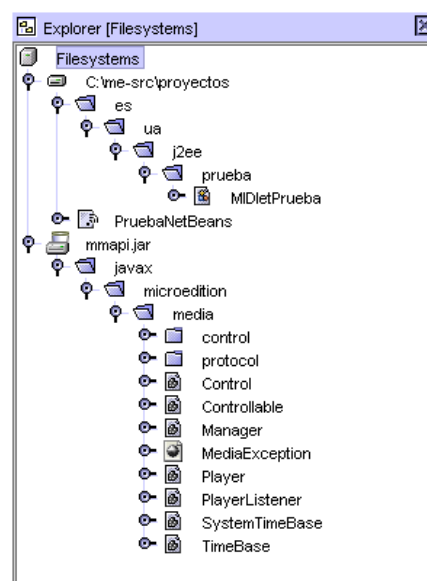 Explorer [Filesystems]
Filesystems
C:\me-src\proyectos
es
ua
j2ee
prueba
MIDletPrueba
PruebaNetBeans
mmapi.jar
javax
microedition
media
control
protocol
Control
Controllable
Manager
MediaException
Player
PlayerListener
SystemTimeBase
TimeBase